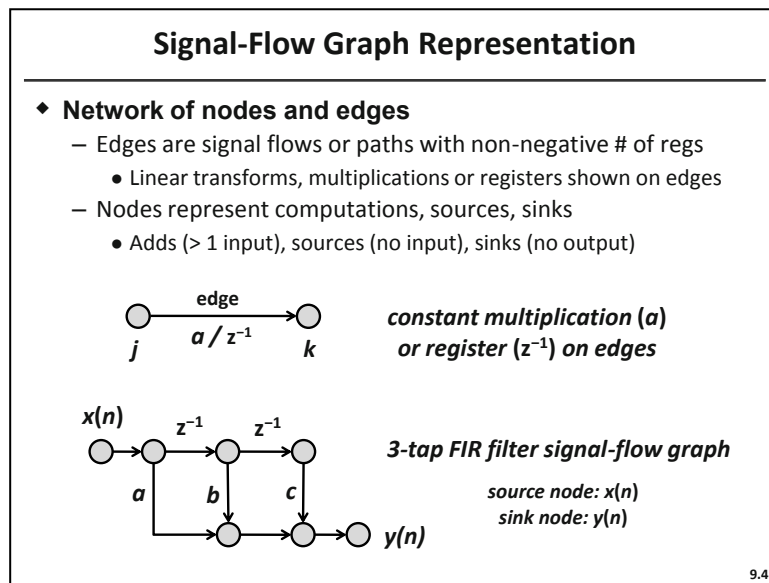 Signal-Flow Graph Representation
◆ Network of nodes and edges
– Edges are signal flows or paths with non-negative # of regs
● Linear transforms, multiplications or registers shown on edges
– Nodes represent computations, sources, sinks
● Adds (> 1 input), sources (no input), sinks (no output)
edge
a / z⁻¹
j
k
constant multiplication (a)
or register (z⁻¹) on edges
x(n)
z⁻¹
z⁻¹
a
b
c
y(n)
3-tap FIR filter signal-flow graph
source node: x(n)
sink node: y(n)
9.4